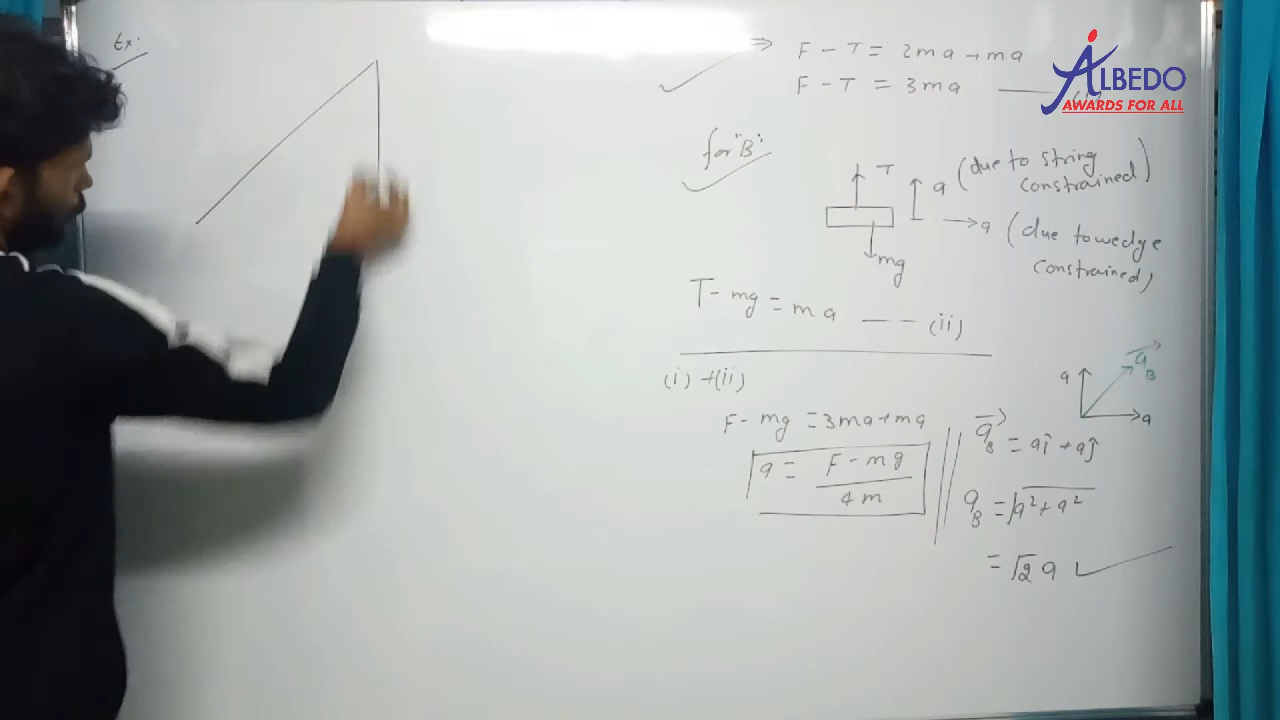 Ex:
⇒ F - T = 2ma + ma
F - T = 3ma
ALBEDO
AWARDS FOR ALL
for "B":
T
a (due to string
constrained)
a (due to wedge
constrained)
mg
T - mg = ma —— (ii)
(i) + (ii)
F - mg = 3ma + ma
a = F - mg / 4m
a
a_B
a
a_B = aî + aĵ
a_B = √a² + a²
= √2 a